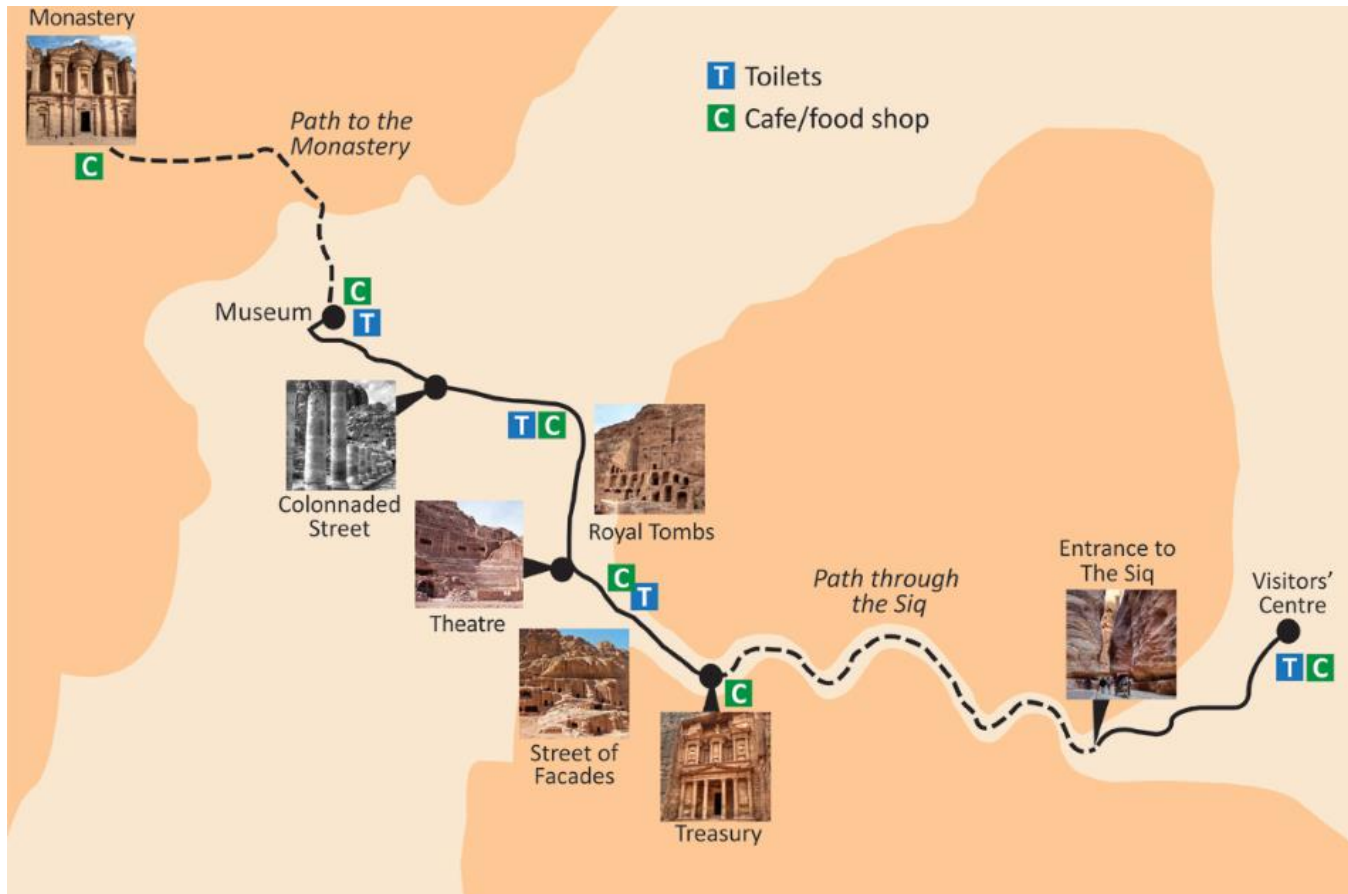 Monastery
T Toilets
C Cafe/food shop
Path to the
Monastery
C
C
Museum
T
T C
Colonnaded
Street
Royal Tombs
Entrance to
The Siq
Path through
the Siq
Visitors'
Centre
C
T
Theatre
T C
C
Street of
Facades
Treasury